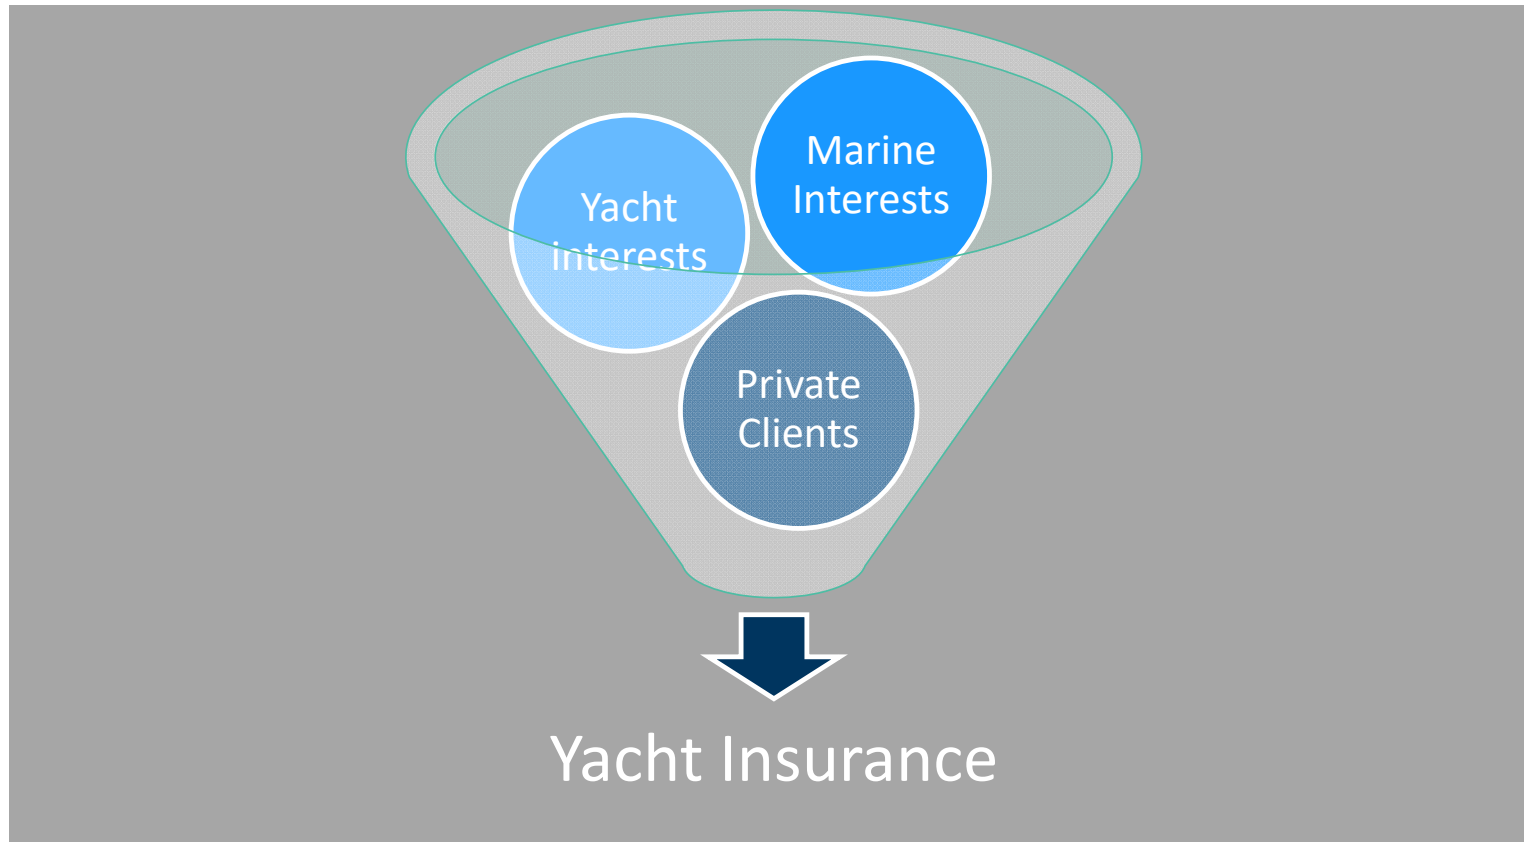 Marine
Interests
Yacht
interests
Private
Clients
Yacht Insurance